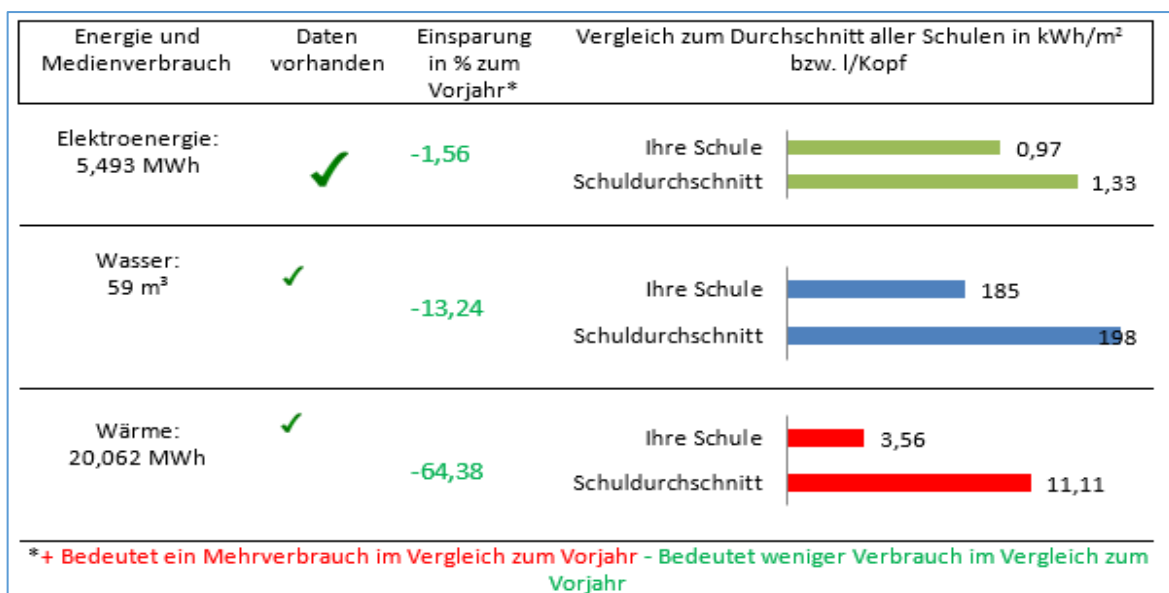 Energie und
Medienverbrauch
Daten
vorhanden
Einsparung
in % zum
Vorjahr*
Vergleich zum Durchschnitt aller Schulen in kWh/m²
bzw. l/Kopf
Elektroenergie:
5,493 MWh
-1,56
Ihre Schule
0,97
Schuldurchschnitt
1,33
Wasser:
59 m³
-13,24
Ihre Schule
185
Schuldurchschnitt
198
Wärme:
20,062 MWh
-64,38
Ihre Schule
3,56
Schuldurchschnitt
11,11
*+ Bedeutet ein Mehrverbrauch im Vergleich zum Vorjahr - Bedeutet weniger Verbrauch im Vergleich zum
Vorjahr